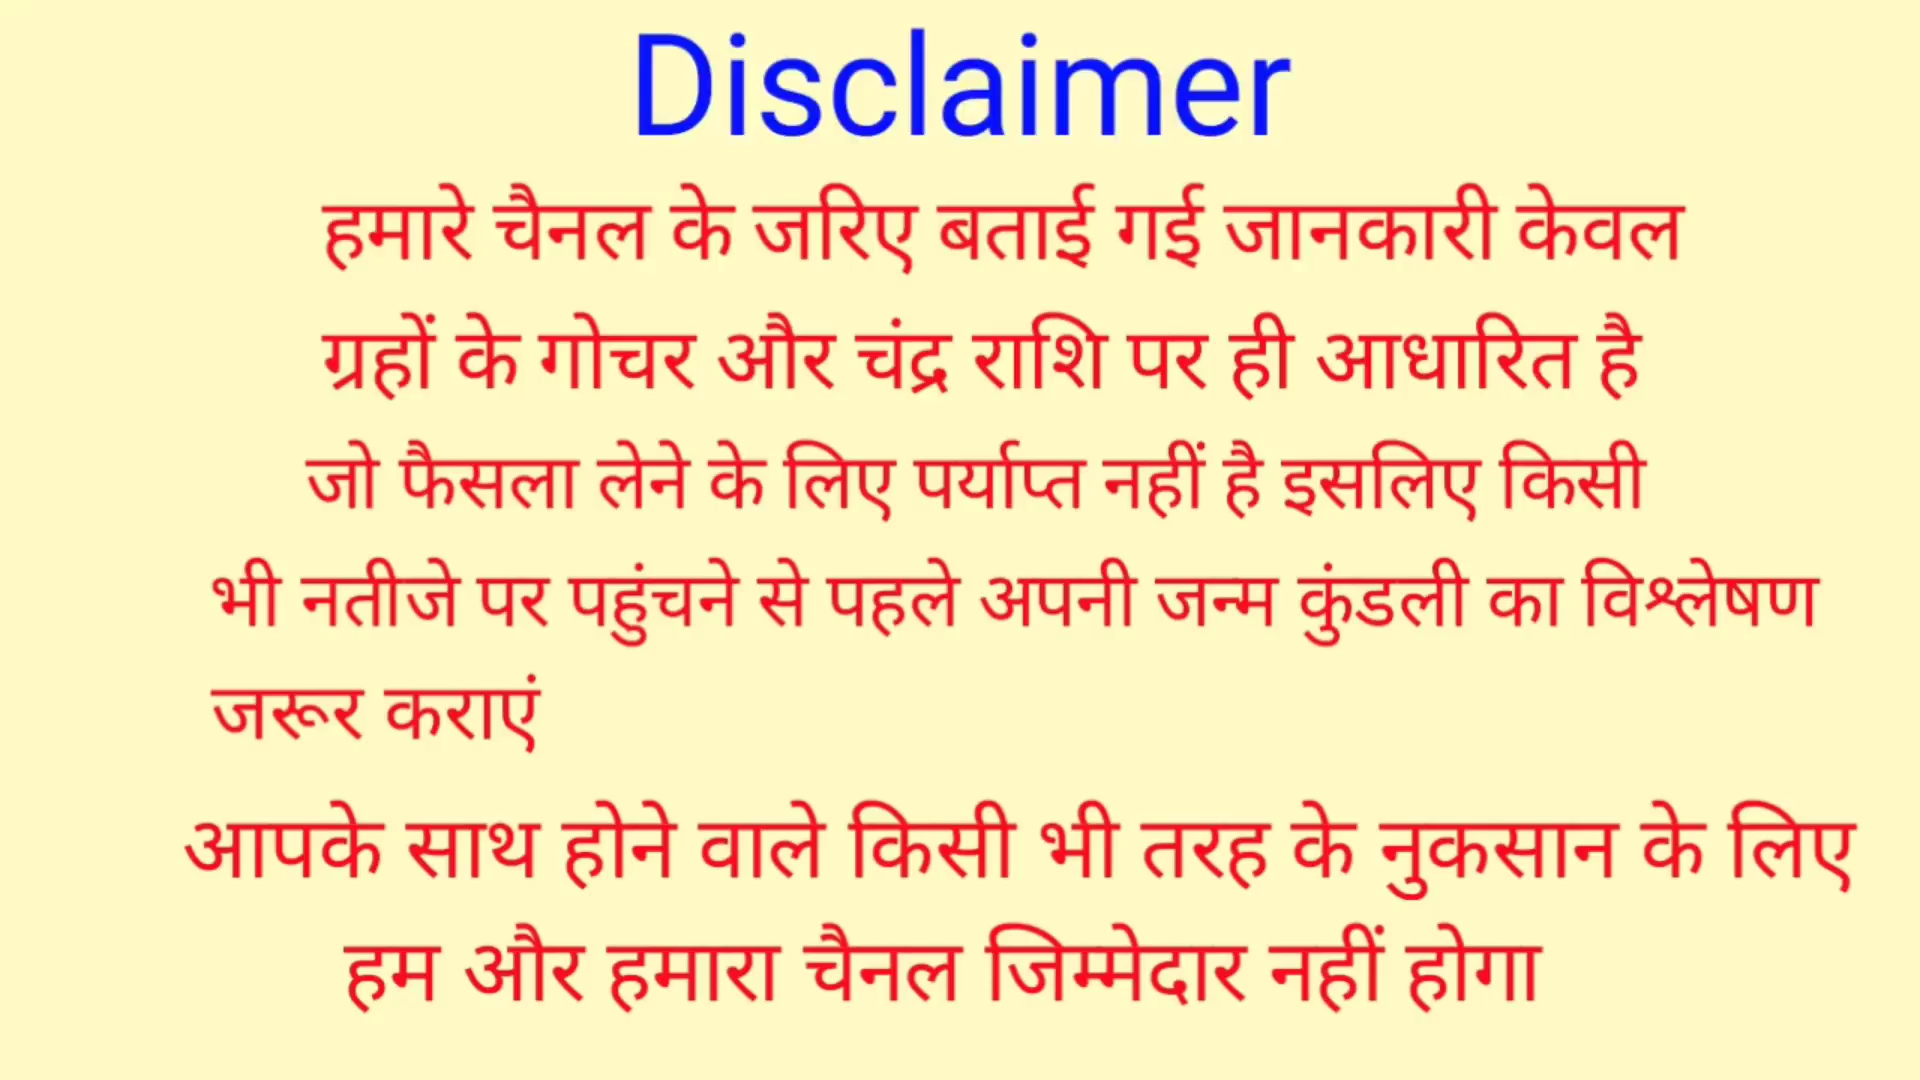 Disclaimer
हमारे चैनल के जरिए बताई गई जानकारी केवल
ग्रहों के गोचर और चंद्र राशि पर ही आधारित है
जो फैसला लेने के लिए पर्याप्त नहीं है इसलिए किसी
भी नतीजे पर पहुंचने से पहले अपनी जन्म कुंडली का विश्लेषण
जरूर कराएं
आपके साथ होने वाले किसी भी तरह के नुकसान के लिए
हम और हमारा चैनल जिम्मेदार नहीं होगा